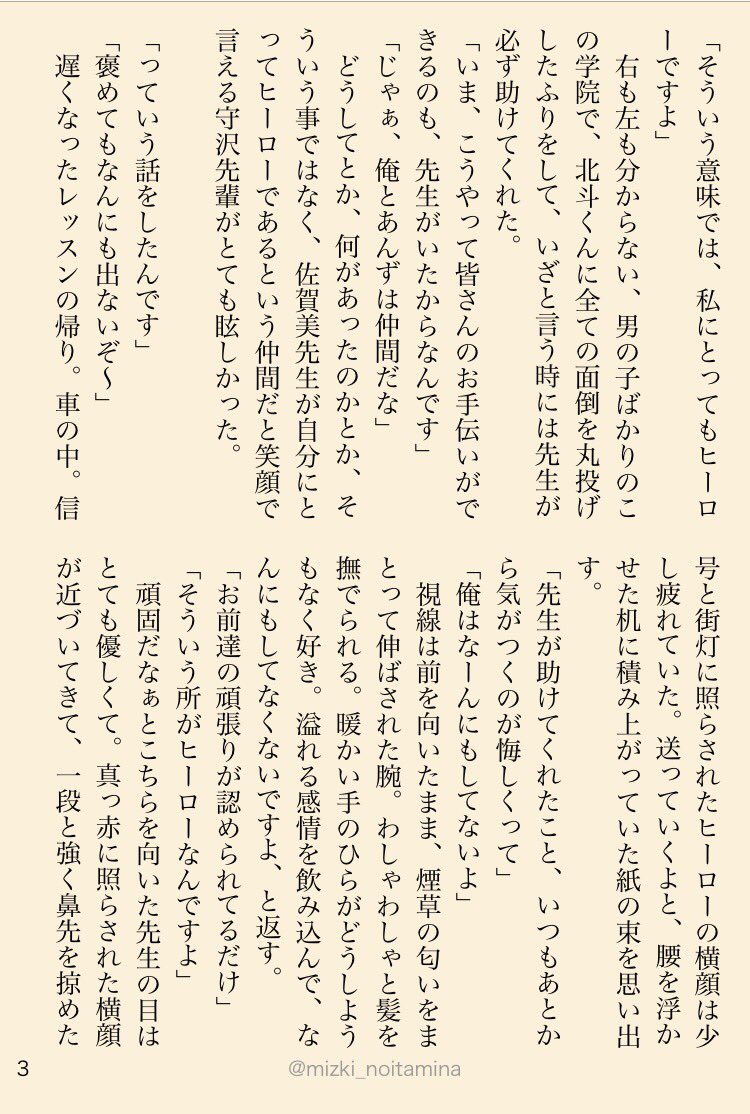 「そういう意味では、私にとってもヒーロ
ーですよ」
　右も左も分からない、男の子ばかりのこ
の学院で、北斗くんに全ての面倒を丸投げ
したふりをして、いざと言う時には先生が
必ず助けてくれた。
「いま、こうやって皆さんのお手伝いがで
きるのも、先生がいたからなんです」
「じゃぁ、俺とあんずは仲間だな」
　どうしてとか、何があったのかとか、そ
ういう事ではなく、佐賀美先生が自分にと
ってヒーローであるという仲間だと笑顔で
言える守沢先輩がとても眩しかった。
「っていう話をしたんです」
「褒めてもなんにも出ないぞ〜」
　遅くなったレッスンの帰り。車の中。信
号と街灯に照らされたヒーローの横顔は少
し疲れていた。送っていくよと、腰を浮か
せた机に積み上がっていた紙の束を思い出
す。
「先生が助けてくれたこと、いつもあとか
ら気がつくのが悔しくって」
「俺はなーんにもしてないよ」
　視線は前を向いたまま、煙草の匂いをま
とって伸ばされた腕。わしゃわしゃと髪を
撫でられる。暖かい手のひらがどうしよう
もなく好き。溢れる感情を飲み込んで、な
んにもしてなくないですよ、と返す。
「お前達の頑張りが認められてるだけ」
「そういう所がヒーローなんですよ」
　頑固だなぁとこちらを向いた先生の目は
とても優しくて。真っ赤に照らされた横顔
が近づいてきて、一段と強く鼻先を掠めた
@mizki_noitamina
3